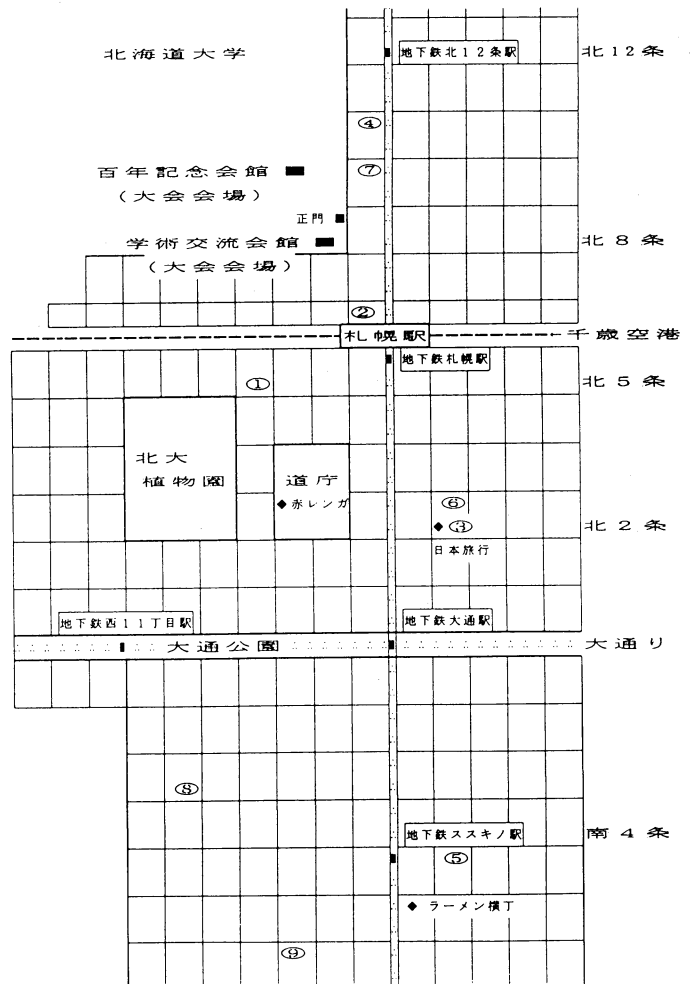 北海道大学
地下鉄北12条駅
北12条
④
百年記念会館
⑦
（大会会場）
正門
学術交流会館
北8条
（大会会場）
②
札幌駅
千歳空港
地下鉄札幌駅
①
北5条
北大
植物園
道庁
赤レンガ
⑥
③
北2条
日本旅行
地下鉄西11丁目駅
地下鉄大通駅
大通公園
大通り
⑧
地下鉄ススキノ駅
南4条
⑤
ラーメン横丁
⑨